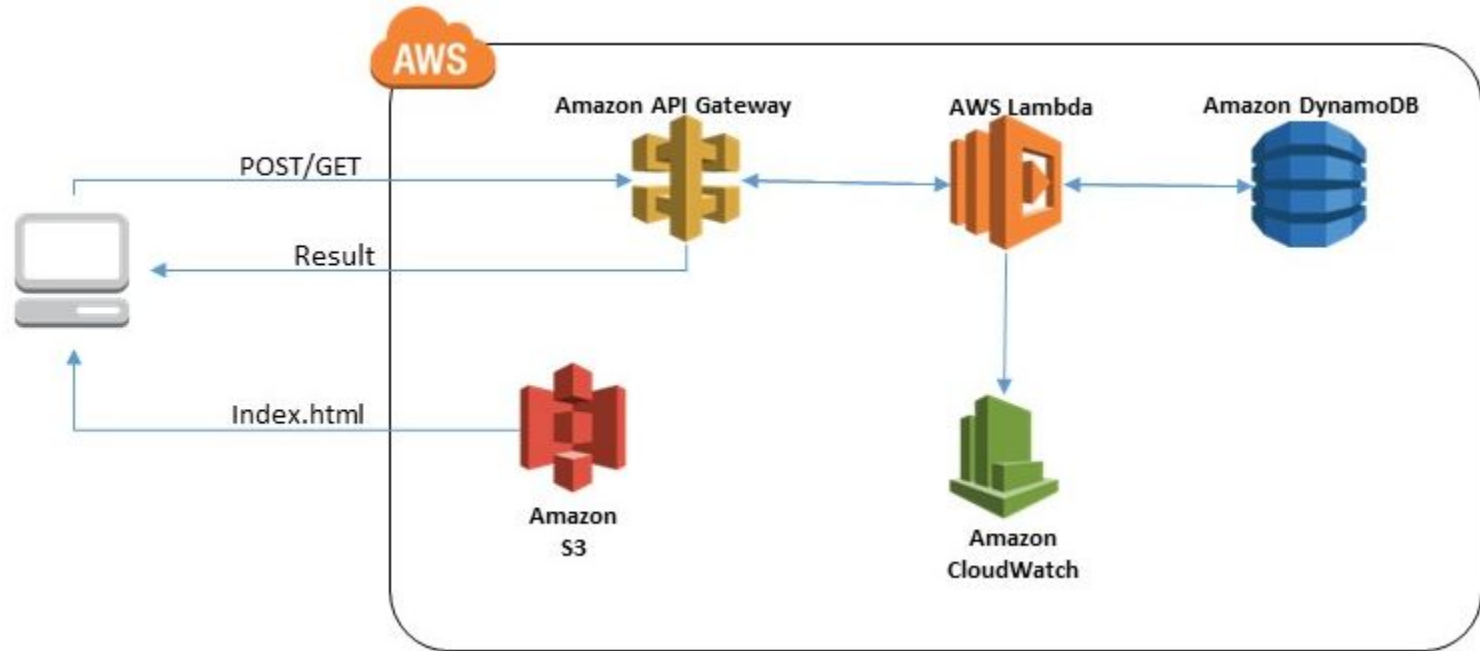 AWS
Amazon API Gateway
AWS Lambda
Amazon DynamoDB
POST/GET
Result
Index.html
Amazon
S3
Amazon
CloudWatch